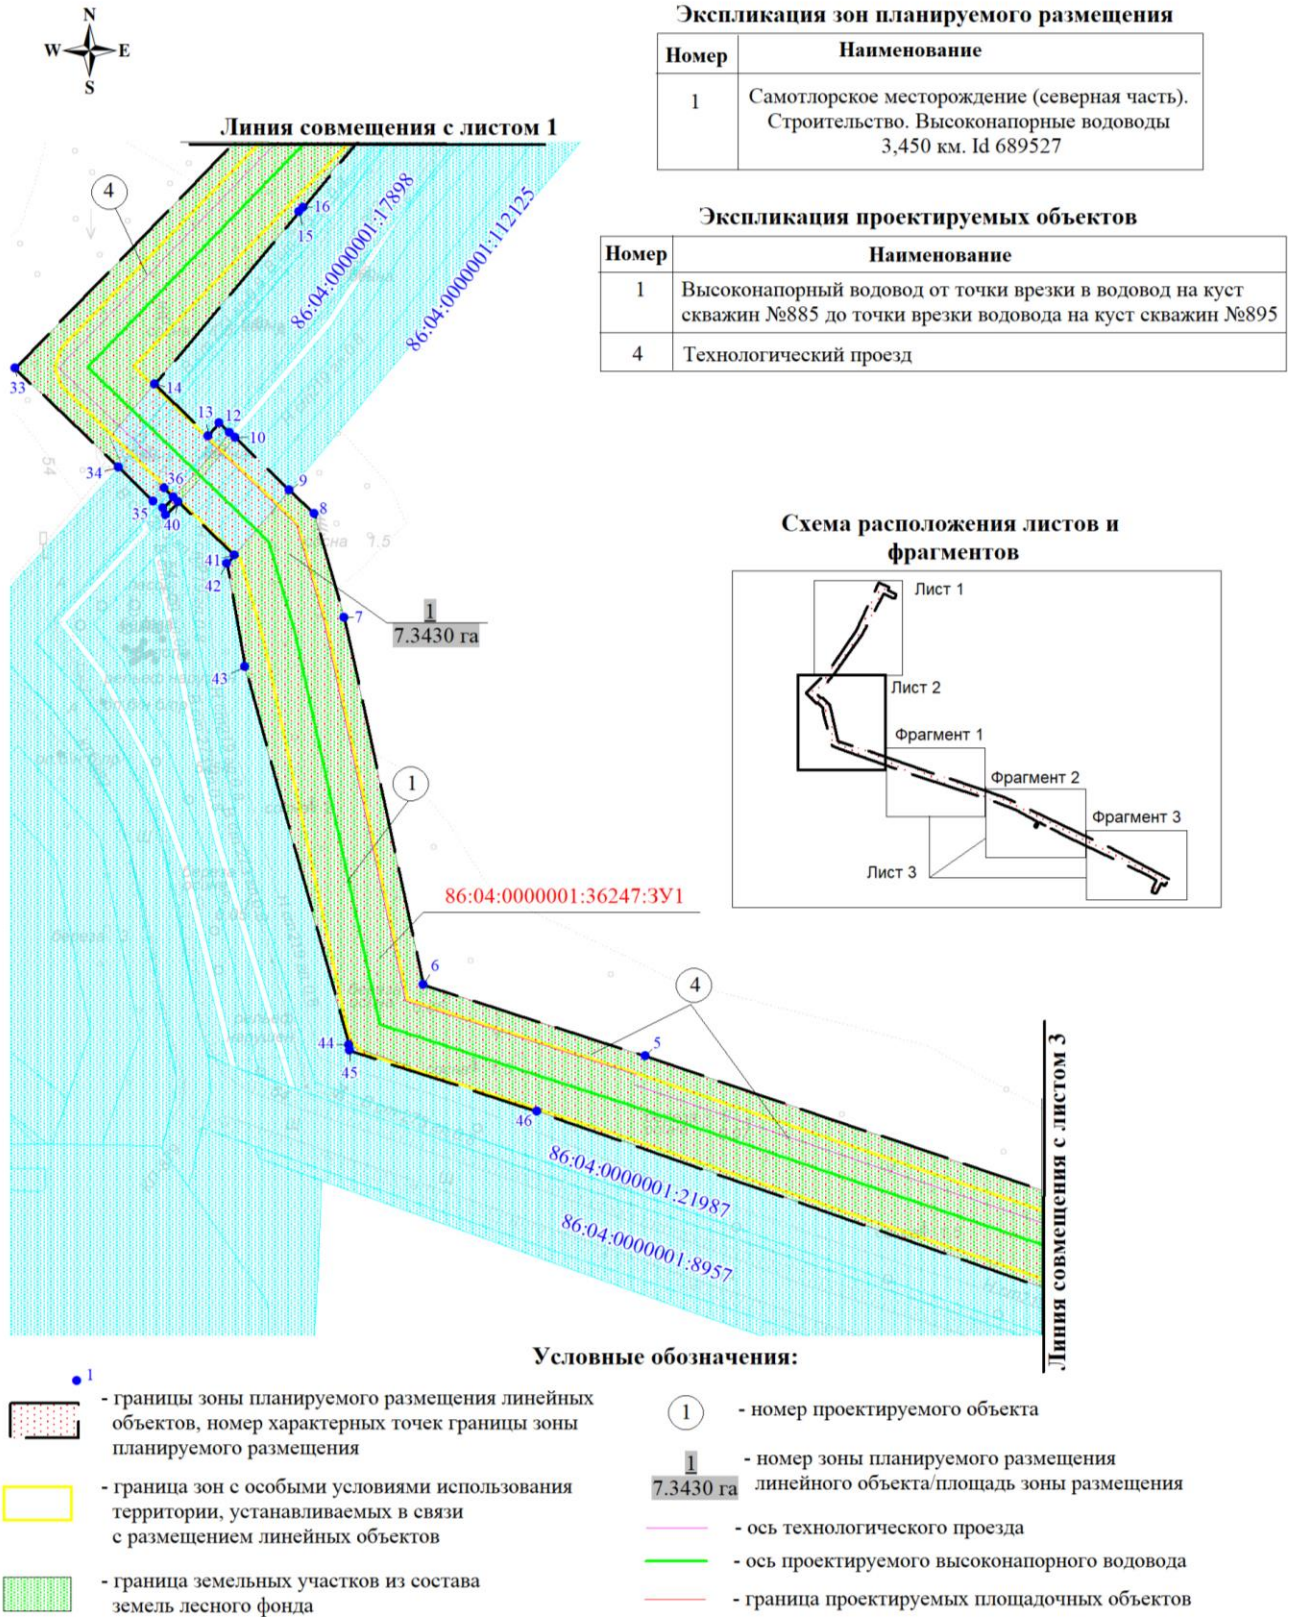 N
W E
S
Экспликация зон планируемого размещения
Номер Наименование
1 Самотлорское месторождение (северная часть).
Строительство. Высоконапорные водоводы
3,450 км. Id 689527
Экспликация проектируемых объектов
Номер Наименование
1 Высоконапорный водовод от точки врезки в водовод на куст
скважин №885 до точки врезки водовода на куст скважин №895
4 Технологический проезд
Линия совмещения с листом 1
4
16
15
86:04:0000001:17898
86:04:0000001:112125
33
14
13 12
10
34
36
35
40
9
8
сосна 1.5
54
41
42
1
7.3430 га
7
43
1
86:04:0000001:36247:ЗУ1
береза
береза 3
рельеф
нарушен
6
4
5
44
45
46
86:04:0000001:21987
86:04:0000001:8957
Линия совмещения с листом 3
Схема расположения листов и
фрагментов
Лист 1
Лист 2
Фрагмент 1
Фрагмент 2
Фрагмент 3
Лист 3
Условные обозначения:
1
- границы зоны планируемого размещения линейных
объектов, номер характерных точек границы зоны
планируемого размещения
- граница зон с особыми условиями использования
территории, устанавливаемых в связи
с размещением линейных объектов
- граница земельных участков из состава
земель лесного фонда
1 - номер проектируемого объекта
1
7.3430 га
- номер зоны планируемого размещения
линейного объекта/площадь зоны размещения
- ось технологического проезда
- ось проектируемого высоконапорного водовода
- граница проектируемых площадочных объектов